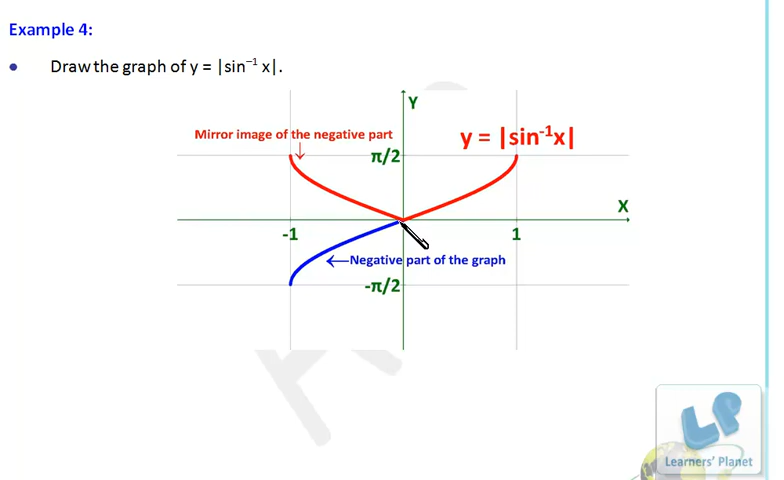 Example 4:
● Draw the graph of y = |sin⁻¹ x|.
Y
Mirror image of the negative part
y = |sin⁻¹x|
π/2
X
-1
1
Negative part of the graph
-π/2
LP
Learners' Planet